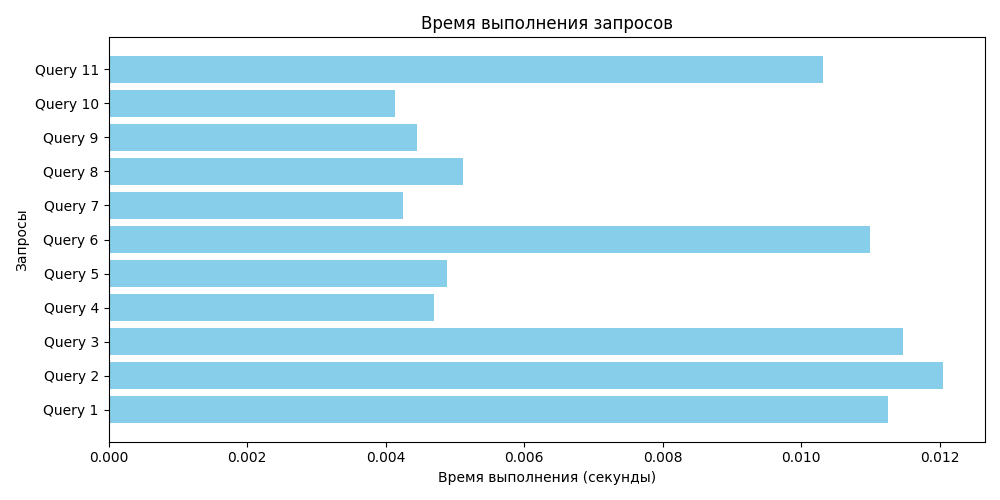 Время выполнения запросов
Query 11
Query 10
Query 9
Query 8
Query 7
Query 6
Query 5
Query 4
Query 3
Query 2
Query 1
Запросы
0.000 0.002 0.004 0.006 0.008 0.010 0.012
Время выполнения (секунды)